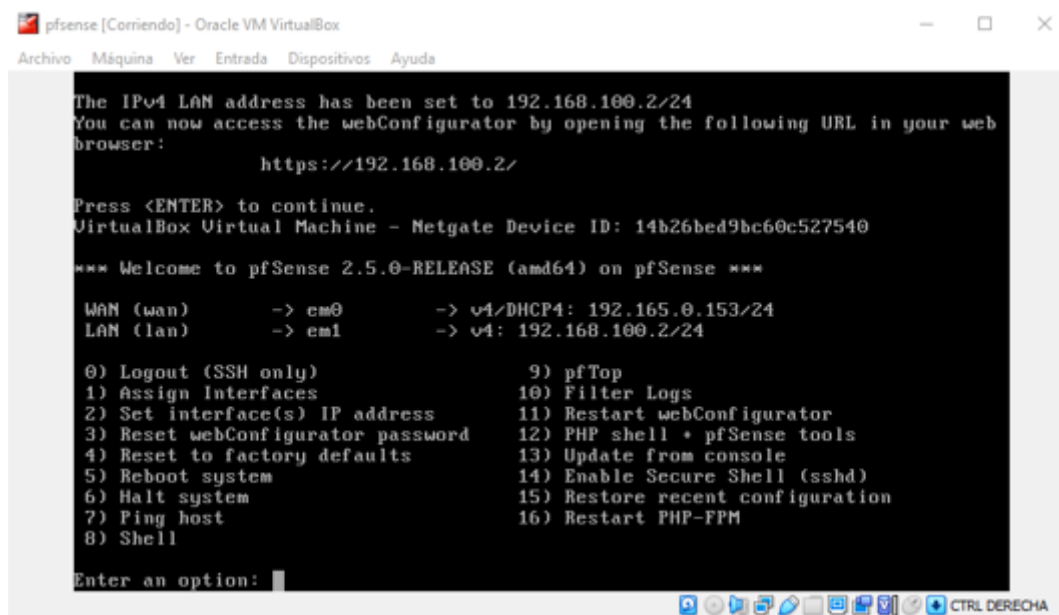 pfsense [Corriendo] - Oracle VM VirtualBox
Archivo Máquina Ver Entrada Dispositivos Ayuda
The IPv4 LAN address has been set to 192.168.100.2/24
You can now access the webConfigurator by opening the following URL in your web
browser:
https://192.168.100.2/
Press <ENTER> to continue.
VirtualBox Virtual Machine - Netgate Device ID: 14b26bed9bc60c527540
*** Welcome to pfSense 2.5.0-RELEASE (amd64) on pfSense ***
WAN (wan) -> em0 -> v4/DHCP4: 192.165.0.153/24
LAN (lan) -> em1 -> v4: 192.168.100.2/24
0) Logout (SSH only) 9) pfTop
1) Assign Interfaces 10) Filter Logs
2) Set interface(s) IP address 11) Restart webConfigurator
3) Reset webConfigurator password 12) PHP shell + pfSense tools
4) Reset to factory defaults 13) Update from console
5) Reboot system 14) Enable Secure Shell (sshd)
6) Halt system 15) Restore recent configuration
7) Ping host 16) Restart PHP-FPM
8) Shell
Enter an option:
CTRL DERECHA